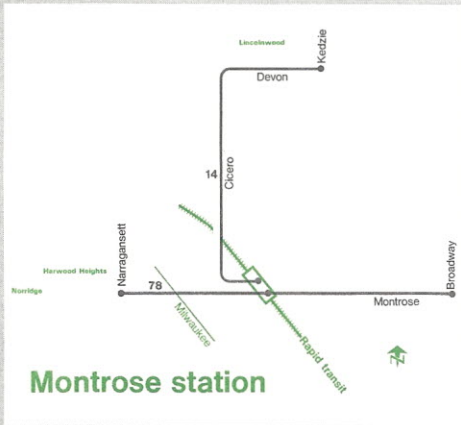 Lincolnwood
Kedzie
Devon
14
Cicero
Narragansett
Broadway
Harwood Heights
Norridge
78
Milwaukee
Montrose
Rapid transit
N
Montrose station